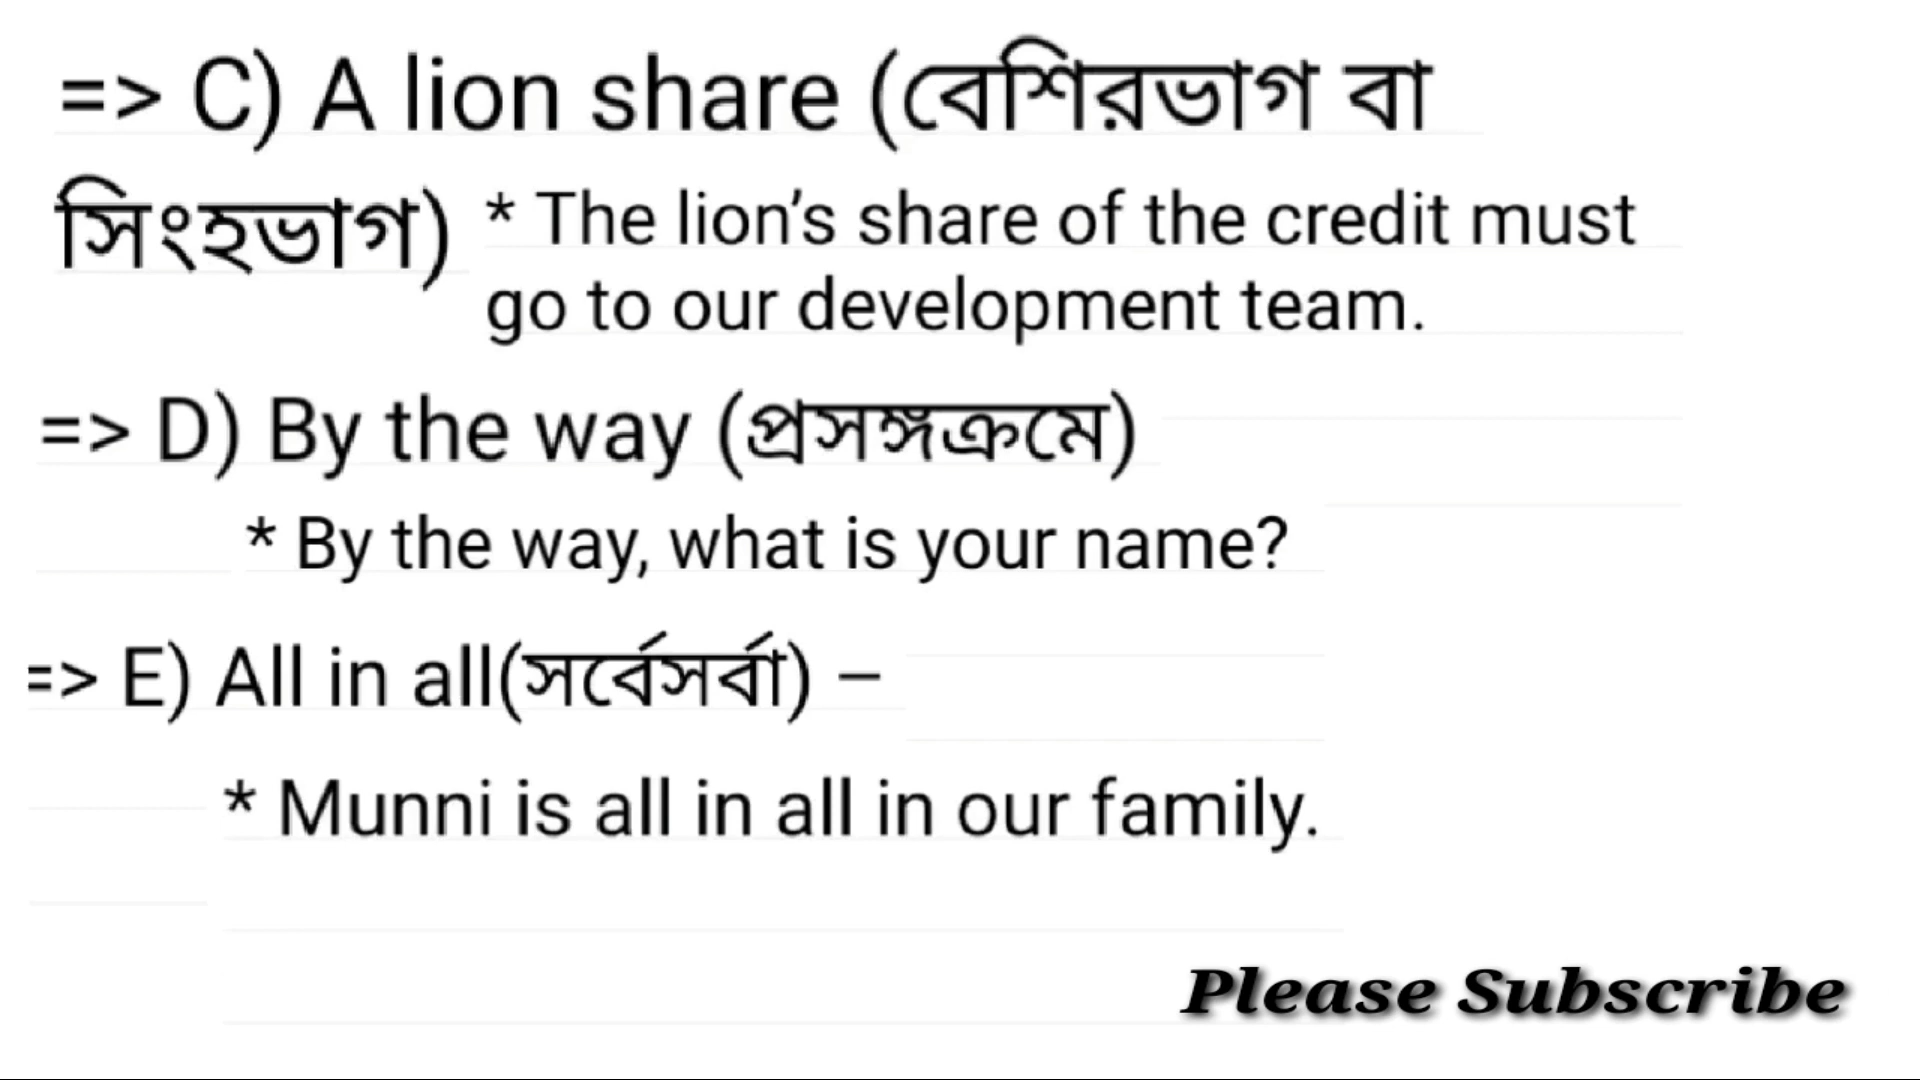 => C) A lion share (বেশিরভাগ বা
সিংহভাগ) * The lion’s share of the credit must
go to our development team.
=> D) By the way (প্রসঙ্গক্রমে)
* By the way, what is your name?
=> E) All in all(সর্বেসর্বা) –
* Munni is all in all in our family.
Please Subscribe